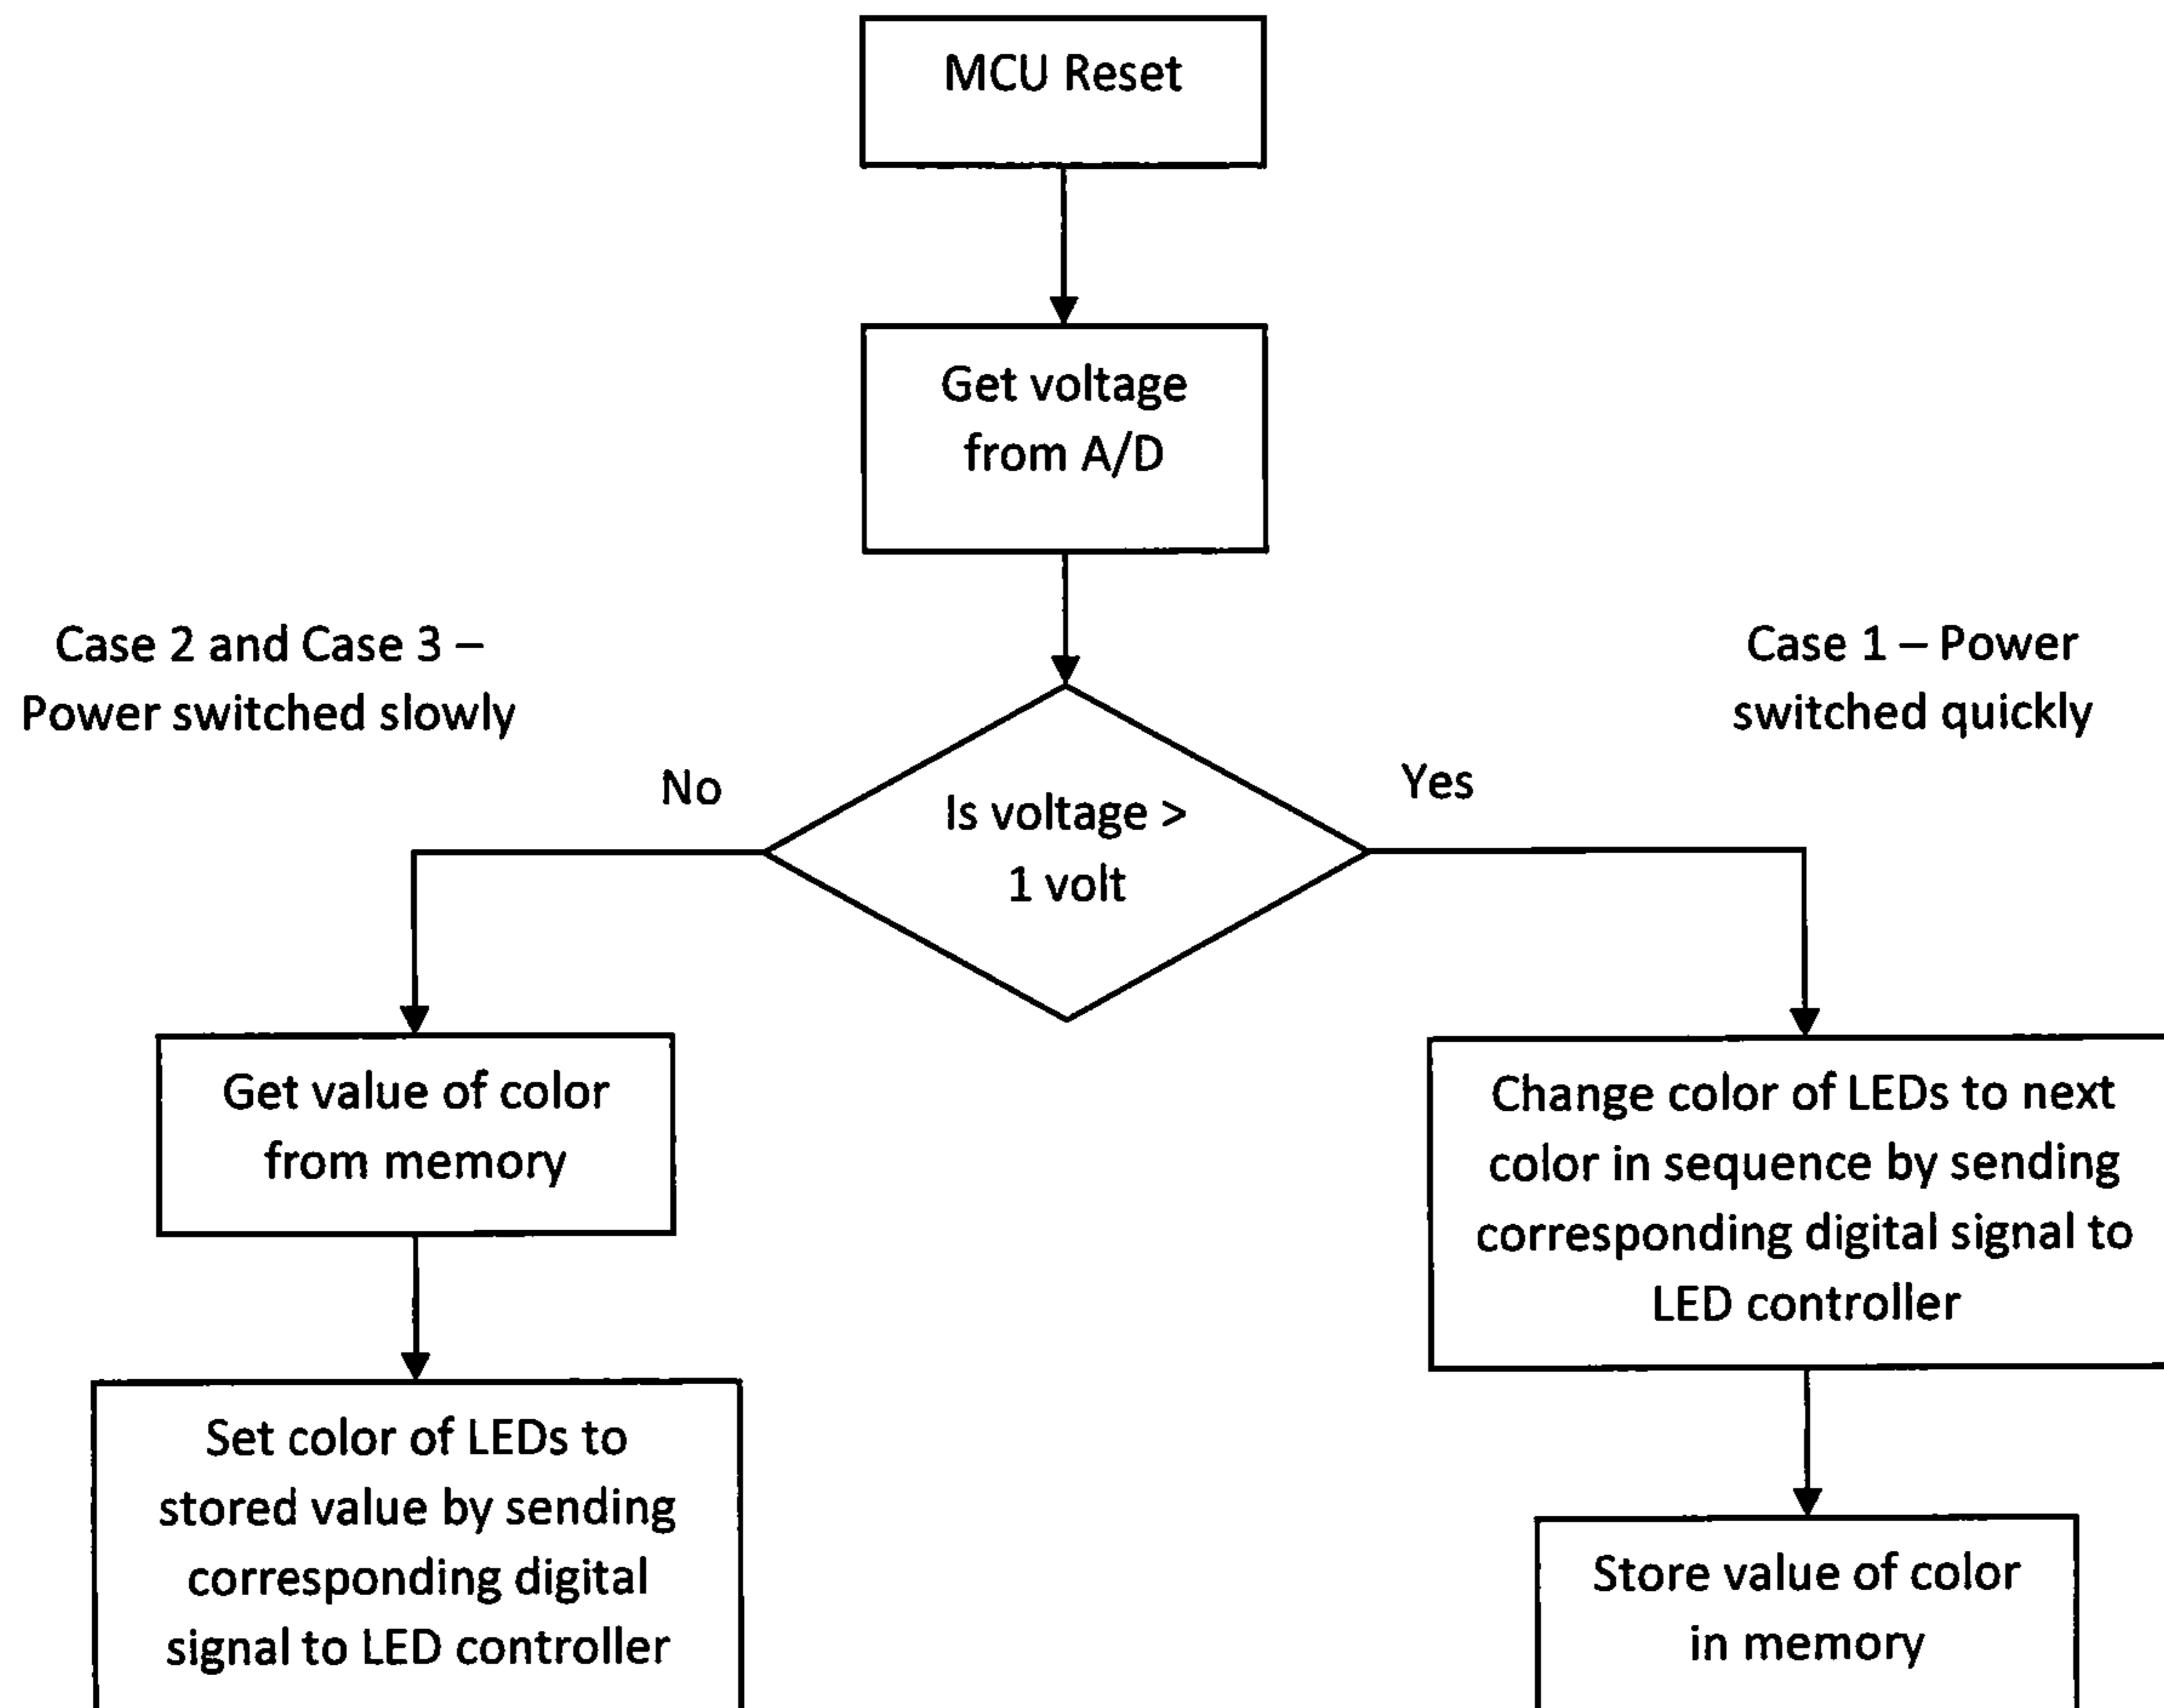 MCU Reset
Get voltage
from A/D
Case 2 and Case 3 –
Power switched slowly
Case 1 – Power
switched quickly
No
Yes
Is voltage >
1 volt
Get value of color
from memory
Change color of LEDs to next
color in sequence by sending
corresponding digital signal to
LED controller
Set color of LEDs to
stored value by sending
corresponding digital
signal to LED controller
Store value of color
in memory